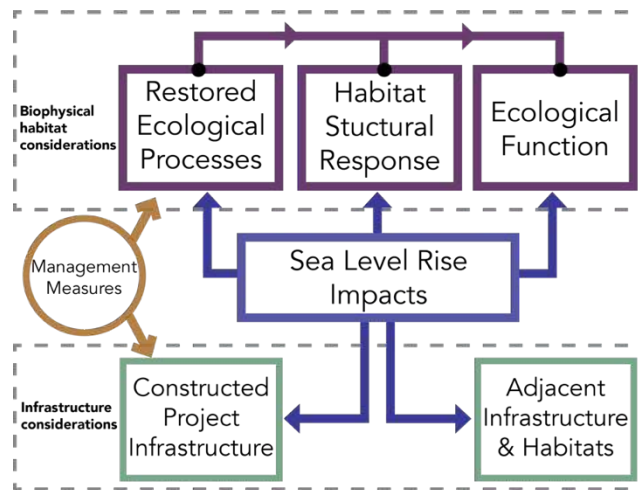 Biophysical
habitat
considerations
Restored
Ecological
Processes
Habitat
Stuctural
Response
Ecological
Function
Management
Measures
Sea Level Rise
Impacts
Infrastructure
considerations
Constructed
Project
Infrastructure
Adjacent
Infrastructure
& Habitats